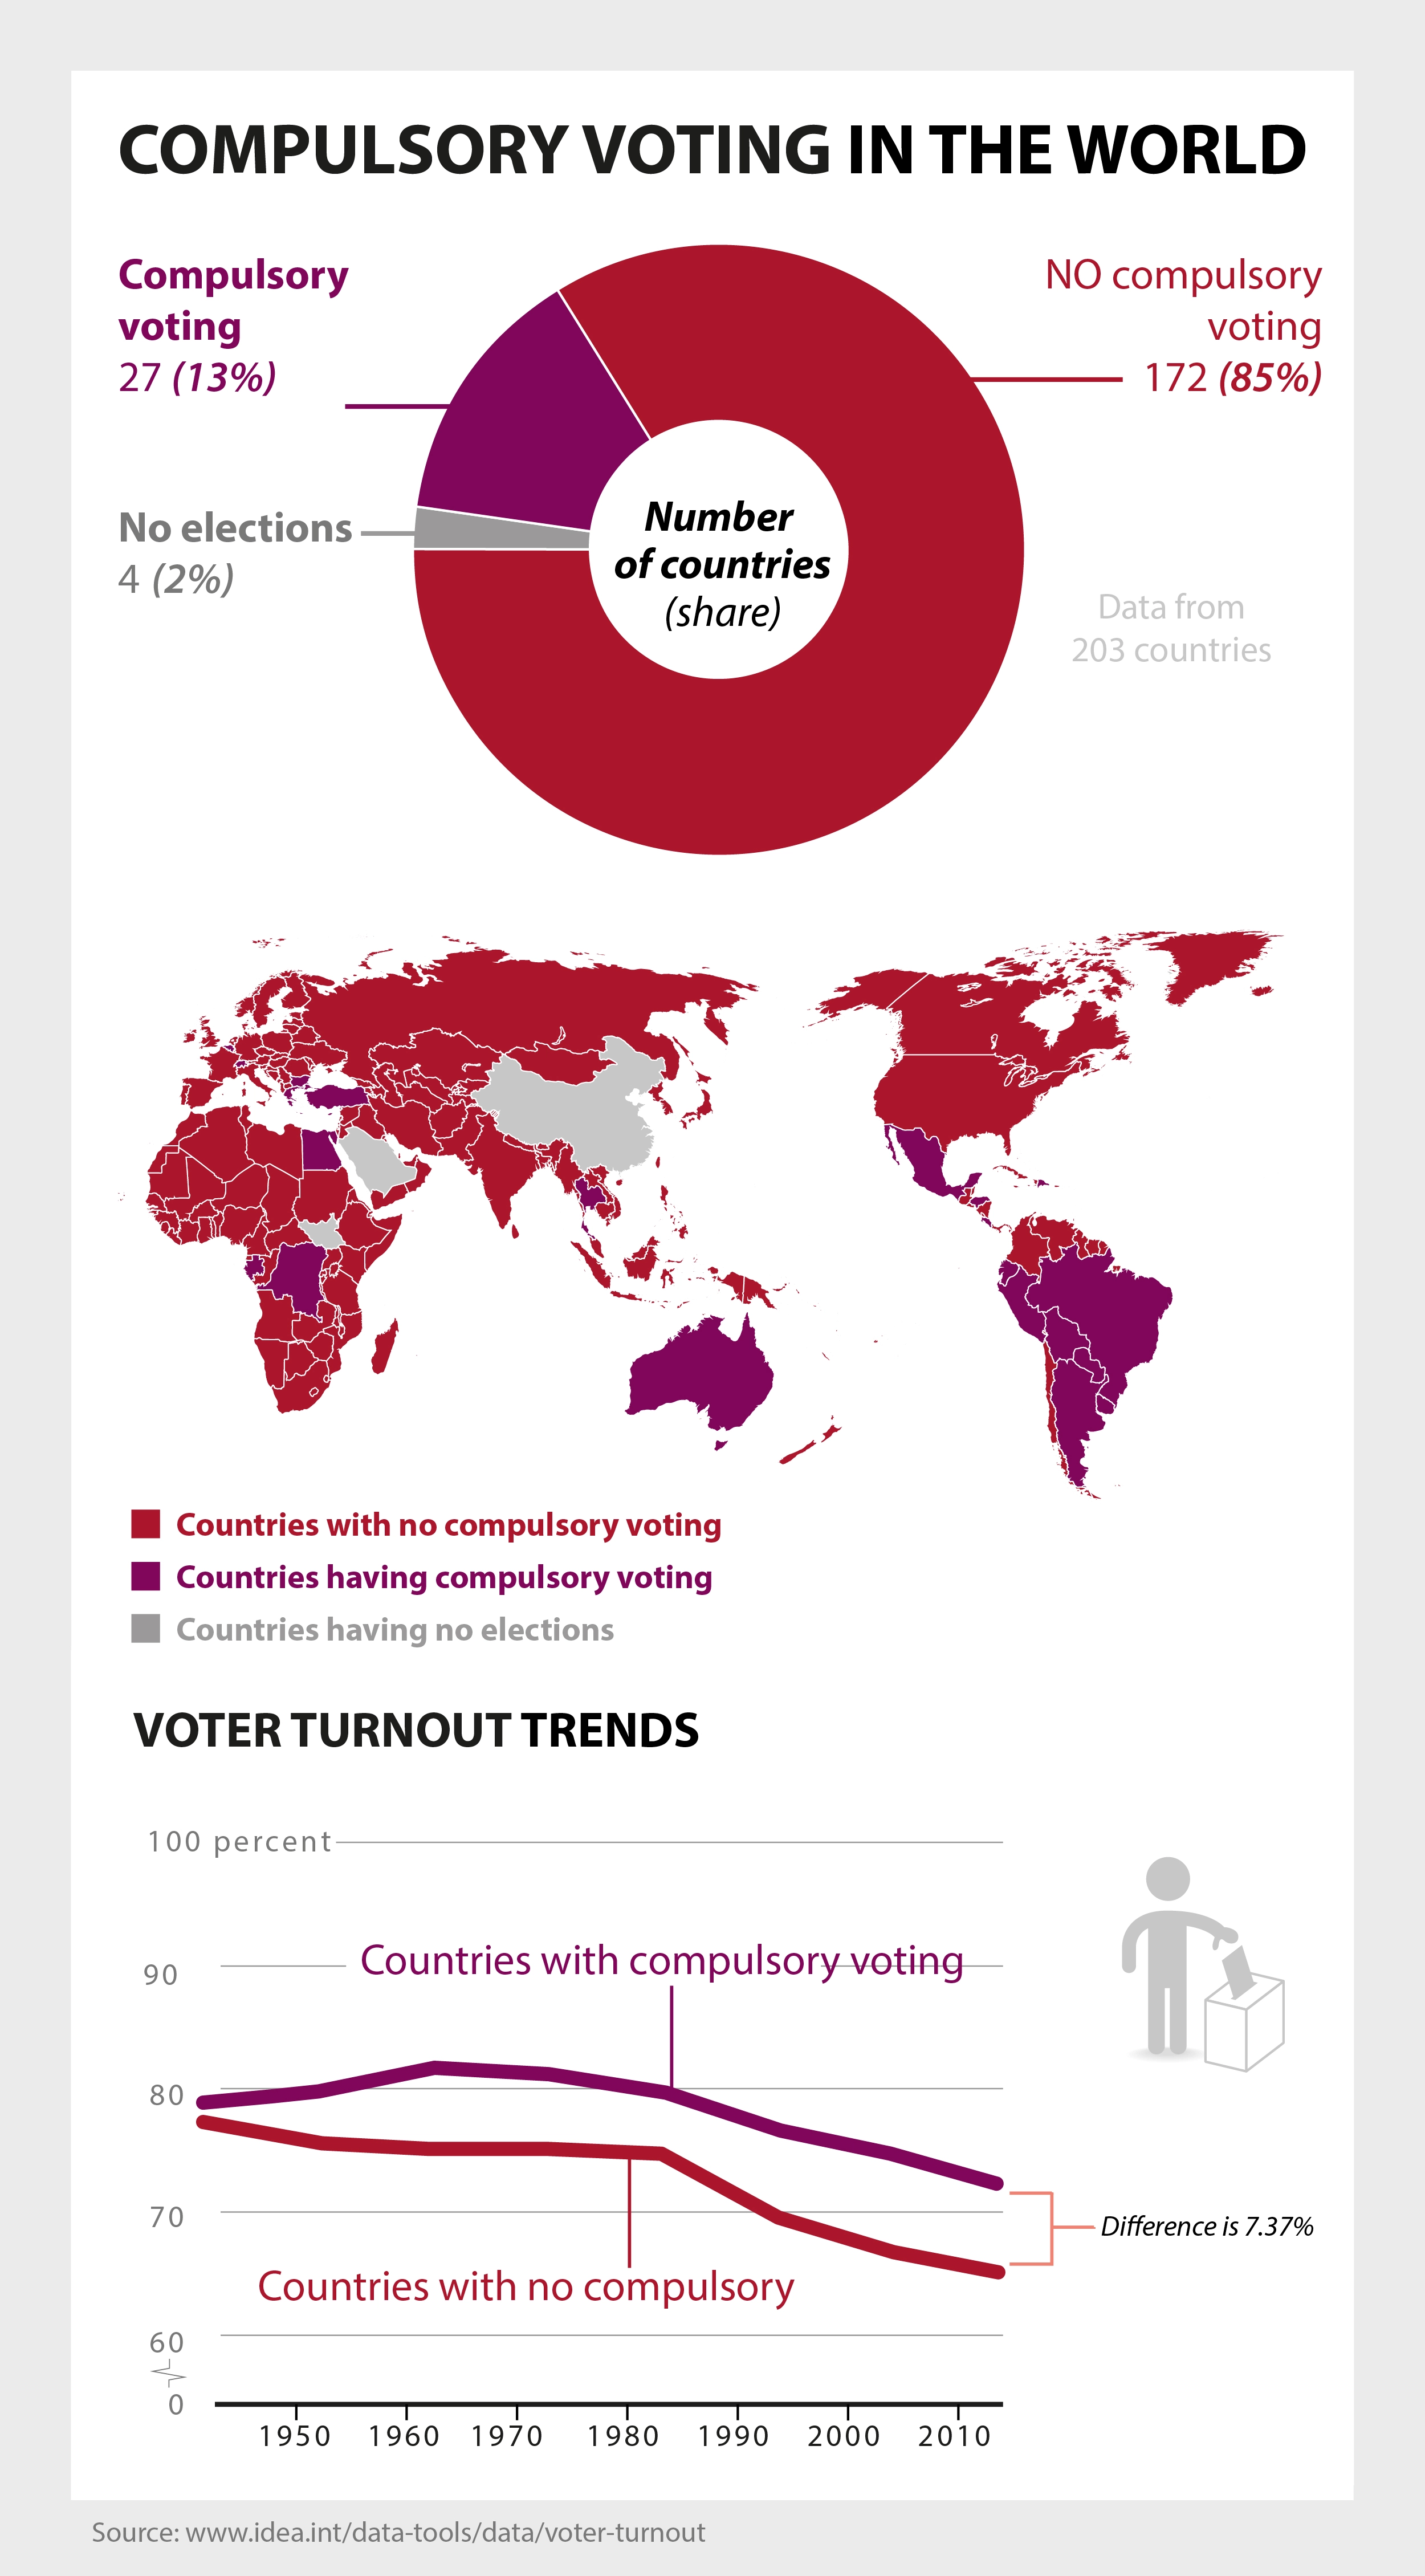 COMPULSORY VOTING IN THE WORLD
Compulsory
voting
27 (13%)
NO compulsory
voting
172 (85%)
No elections
4 (2%)
Number
of countries
(share)
Data from
203 countries
Countries with no compulsory voting
Countries having compulsory voting
Countries having no elections
VOTER TURNOUT TRENDS
100 percent
90
Countries with compulsory voting
80
70
Difference is 7.37%
Countries with no compulsory
60
0
1950 1960 1970 1980 1990 2000 2010
Source: www.idea.int/data-tools/data/voter-turnout